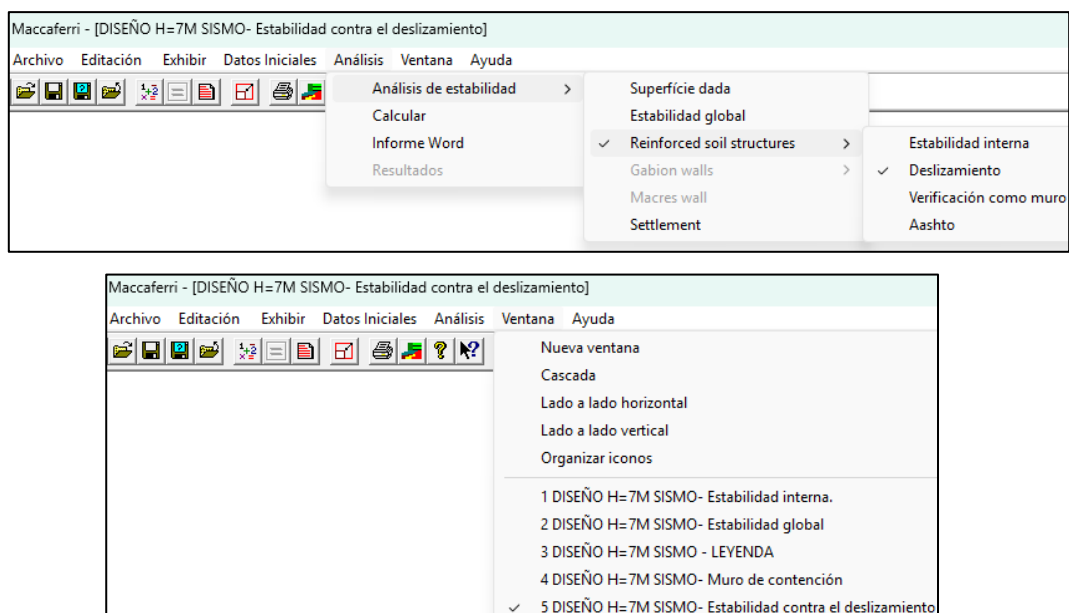 Maccaferri - [DISEÑO H=7M SISMO- Estabilidad contra el deslizamiento]
Archivo Editación Exhibir Datos Iniciales Análisis Ventana Ayuda
Análisis de estabilidad
Calcular
Informe Word
Resultados
Superfície dada
Estabilidad global
Reinforced soil structures
Gabion walls
Macres wall
Settlement
Estabilidad interna
Deslizamiento
Verificación como muro
Aashto
Maccaferri - [DISEÑO H=7M SISMO- Estabilidad contra el deslizamiento]
Archivo Editación Exhibir Datos Iniciales Análisis Ventana Ayuda
Nueva ventana
Cascada
Lado a lado horizontal
Lado a lado vertical
Organizar iconos
1 DISEÑO H=7M SISMO- Estabilidad interna.
2 DISEÑO H=7M SISMO- Estabilidad global
3 DISEÑO H=7M SISMO - LEYENDA
4 DISEÑO H=7M SISMO- Muro de contención
5 DISEÑO H=7M SISMO- Estabilidad contra el deslizamiento